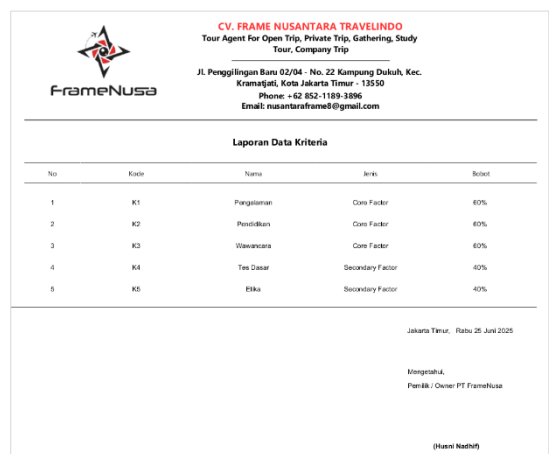 CV. FRAME NUSANTARA TRAVELINDO
Tour Agent For Open Trip, Private Trip, Gathering, Study
Tour, Company Trip
Jl. Penggilingan Baru 02/04 - No. 22 Kampung Dukuh, Kec.
Kramatjati, Kota Jakarta Timur - 13550
Phone: +62 852-1189-3896
Email: nusantaraframe8@gmail.com
FrameNusa
Laporan Data Kriteria
No Kode Nama Jenis Bobot
1 K1 Pengalaman Core Factor 60%
2 K2 Pendidikan Core Factor 60%
3 K3 Wawancara Core Factor 60%
4 K4 Tes Dasar Secondary Factor 40%
5 K5 Etika Secondary Factor 40%
Jakarta Timur, Rabu 25 Juni 2025
Mengetahui,
Pemilik / Owner PT FrameNusa
(Husni Nadhif)